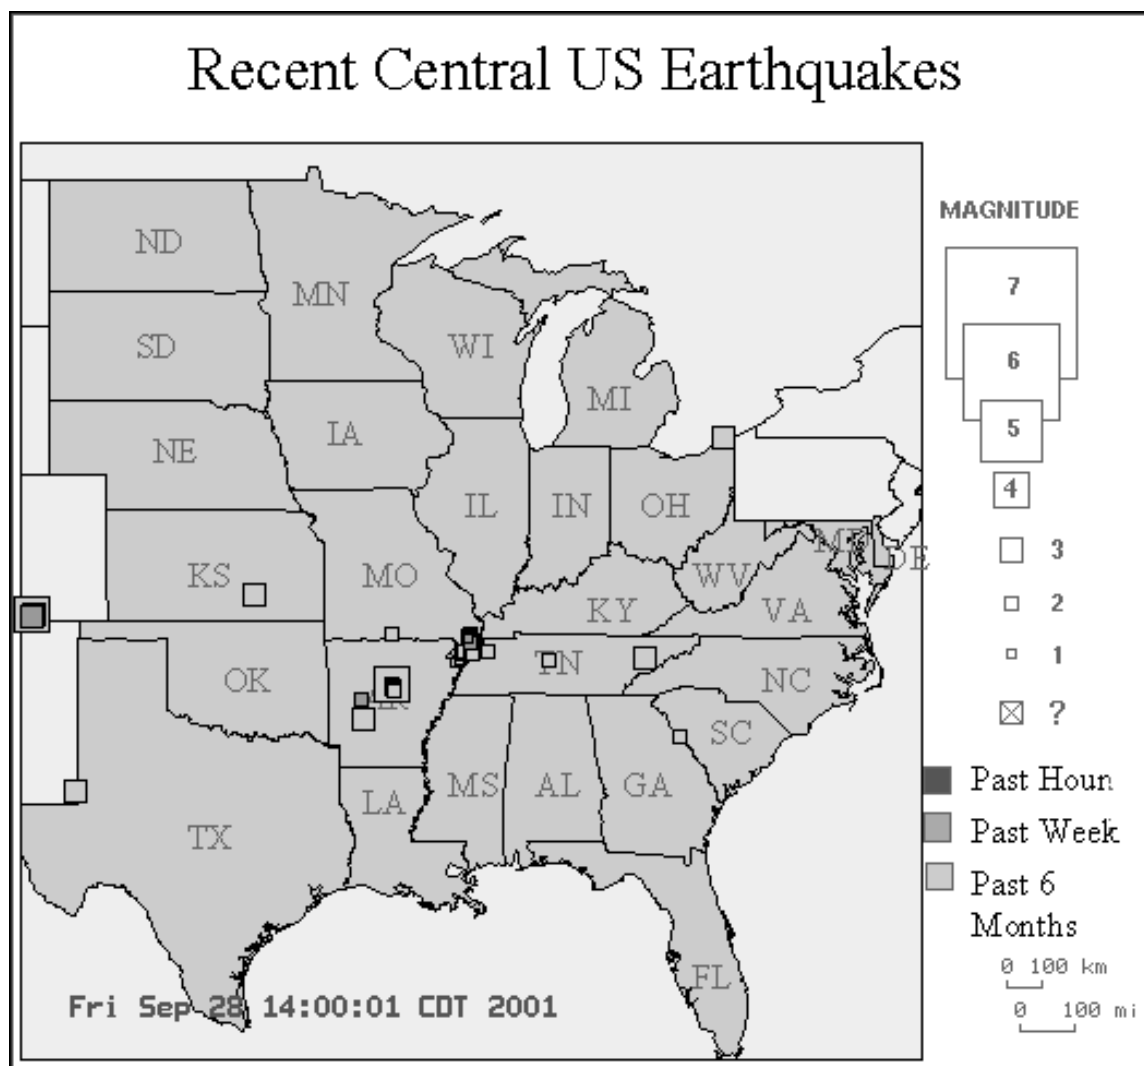 Recent Central US Earthquakes
MAGNITUDE
7
6
5
4
3
2
1
?
ND
MN
SD
WI
MI
NE
IA
IL
IN
OH
KS
MO
WV
MD
DE
KY
VA
OK
AR
TN
NC
SC
TX
LA
MS
AL
GA
FL
Past Houn
Past Week
Past 6
Months
0 100 km
0 100 mi
Fri Sep 28 14:00:01 CDT 2001